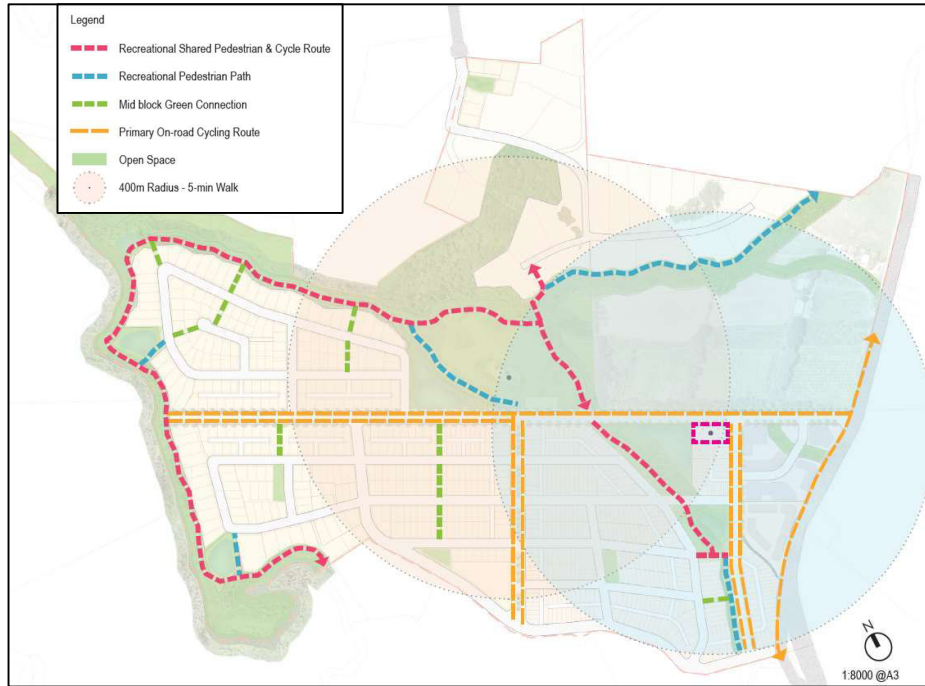 Legend
Recreational Shared Pedestrian & Cycle Route
Recreational Pedestrian Path
Mid block Green Connection
Primary On-road Cycling Route
Open Space
400m Radius - 5-min Walk
N
1:8000 @A3